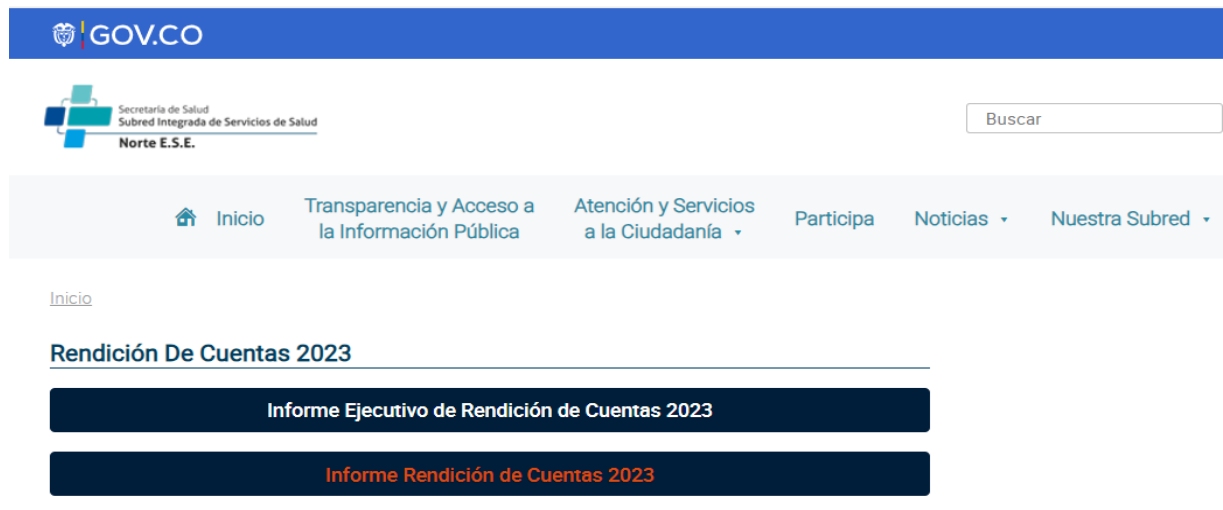 GOV.CO
Secretaría de Salud
Subred Integrada de Servicios de Salud
Norte E.S.E.
Buscar
Inicio
Transparencia y Acceso a
la Información Pública
Atención y Servicios
a la Ciudadanía
Participa
Noticias
Nuestra Subred
Inicio
Rendición De Cuentas 2023
Informe Ejecutivo de Rendición de Cuentas 2023
Informe Rendición de Cuentas 2023